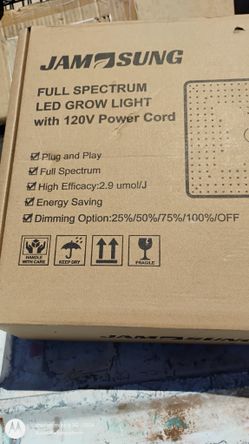 JAMSUNG
FULL SPECTRUM
LED GROW LIGHT
with 120V Power Cord
Plug and Play
Full Spectrum
High Efficacy:2.9 umol/J
Energy Saving
Dimming Option:25%/50%/75%/100%/OFF
HANDLE
WITH CARE
KEEP DRY
FRAGILE
JAMSUNG